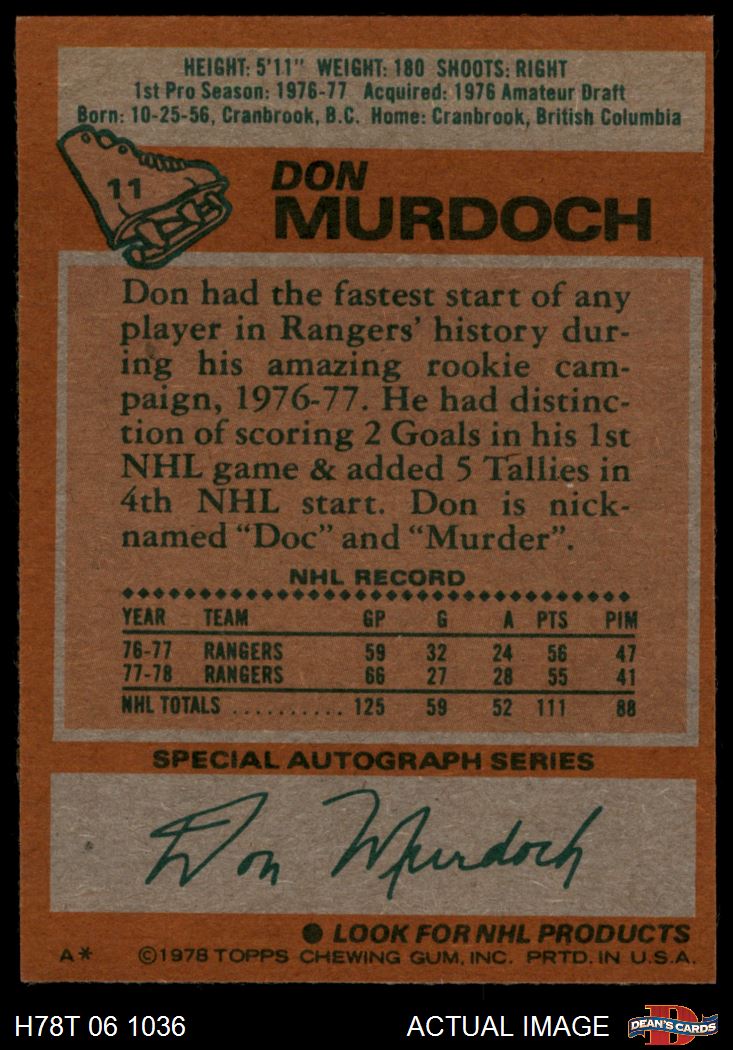 HEIGHT: 5'11" WEIGHT: 180 SHOOTS: RIGHT
1st Pro Season: 1976-77 Acquired: 1976 Amateur Draft
Born: 10-25-56, Cranbrook, B.C. Home: Cranbrook, British Columbia
11
DON
MURDOCH
Don had the fastest start of any
player in Rangers' history dur-
ing his amazing rookie cam-
paign, 1976-77. He had distinc-
tion of scoring 2 Goals in his 1st
NHL game & added 5 Tallies in
4th NHL start. Don is nick-
named “Doc” and “Murder”.
NHL RECORD
YEAR TEAM GP G A PTS PIM
76-77 RANGERS 59 32 24 56 47
77-78 RANGERS 66 27 28 55 41
NHL TOTALS .......... 125 59 52 111 88
SPECIAL AUTOGRAPH SERIES
Don Murdoch
● LOOK FOR NHL PRODUCTS
A* ©1978 TOPPS CHEWING GUM, INC. PRTD. IN U.S.A.
H78T 06 1036 ACTUAL IMAGE D DEAN'S CARDS